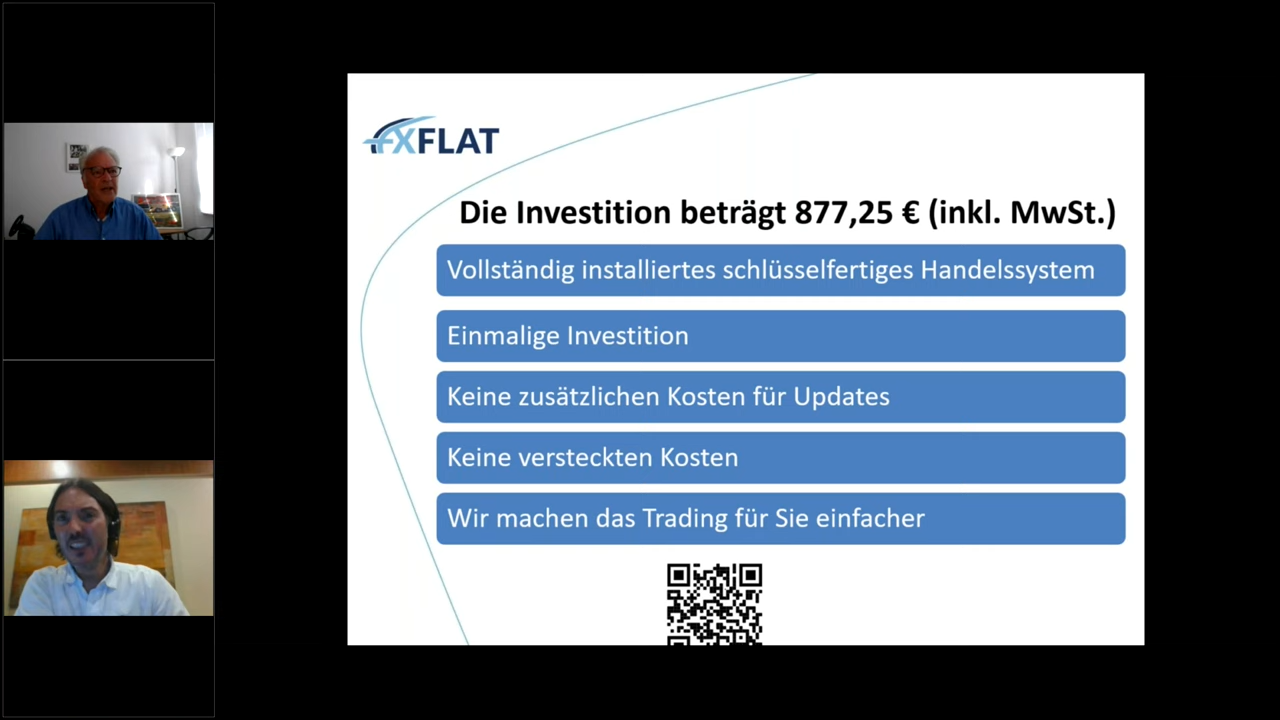 FXFLAT
Die Investition beträgt 877,25 € (inkl. MwSt.)
Vollständig installiertes schlüsselfertiges Handelssystem
Einmalige Investition
Keine zusätzlichen Kosten für Updates
Keine versteckten Kosten
Wir machen das Trading für Sie einfacher